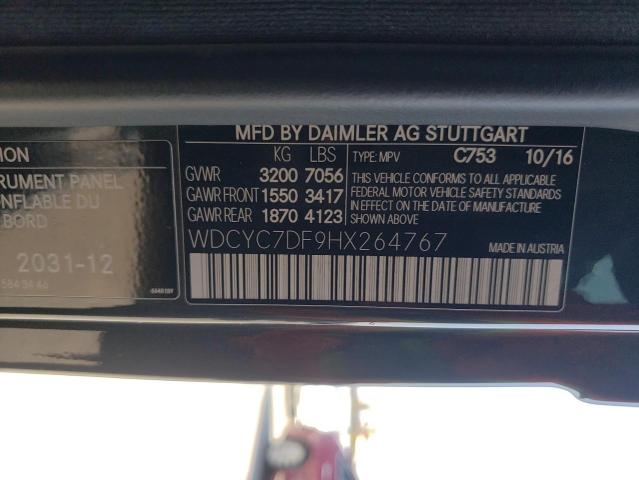 ION
TRUMENT PANEL
ONFLABLE DU
BORD
2031-12
MFD BY DAIMLER AG STUTTGART
KG LBS
GVWR 3200 7056
GAWR FRONT 1550 3417
GAWR REAR 1870 4123
TYPE: MPV C753 10/16
THIS VEHICLE CONFORMS TO ALL APPLICABLE
FEDERAL MOTOR VEHICLE SAFETY STANDARDS
IN EFFECT ON THE DATE OF MANUFACTURE
SHOWN ABOVE.
WDCYC7DF9HX264767
MADE IN AUSTRIA